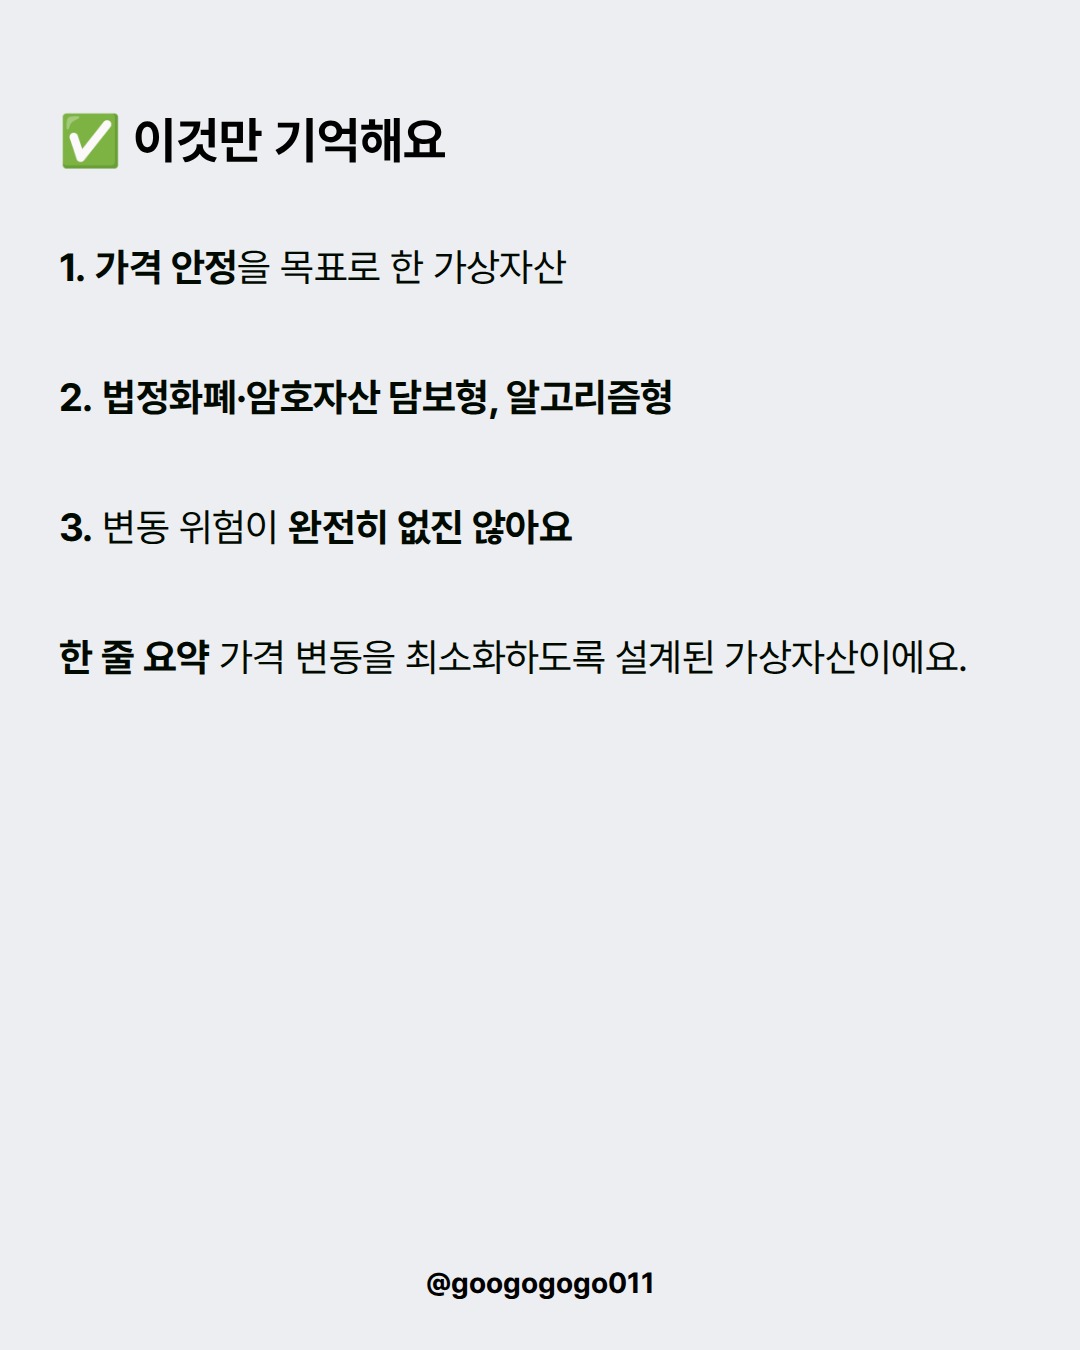 ✅ 이것만 기억해요
1. 가격 안정을 목표로 한 가상자산
2. 법정화폐·암호자산 담보형, 알고리즘형
3. 변동 위험이 완전히 없진 않아요
한 줄 요약 가격 변동을 최소화하도록 설계된 가상자산이에요.
@googogogo011